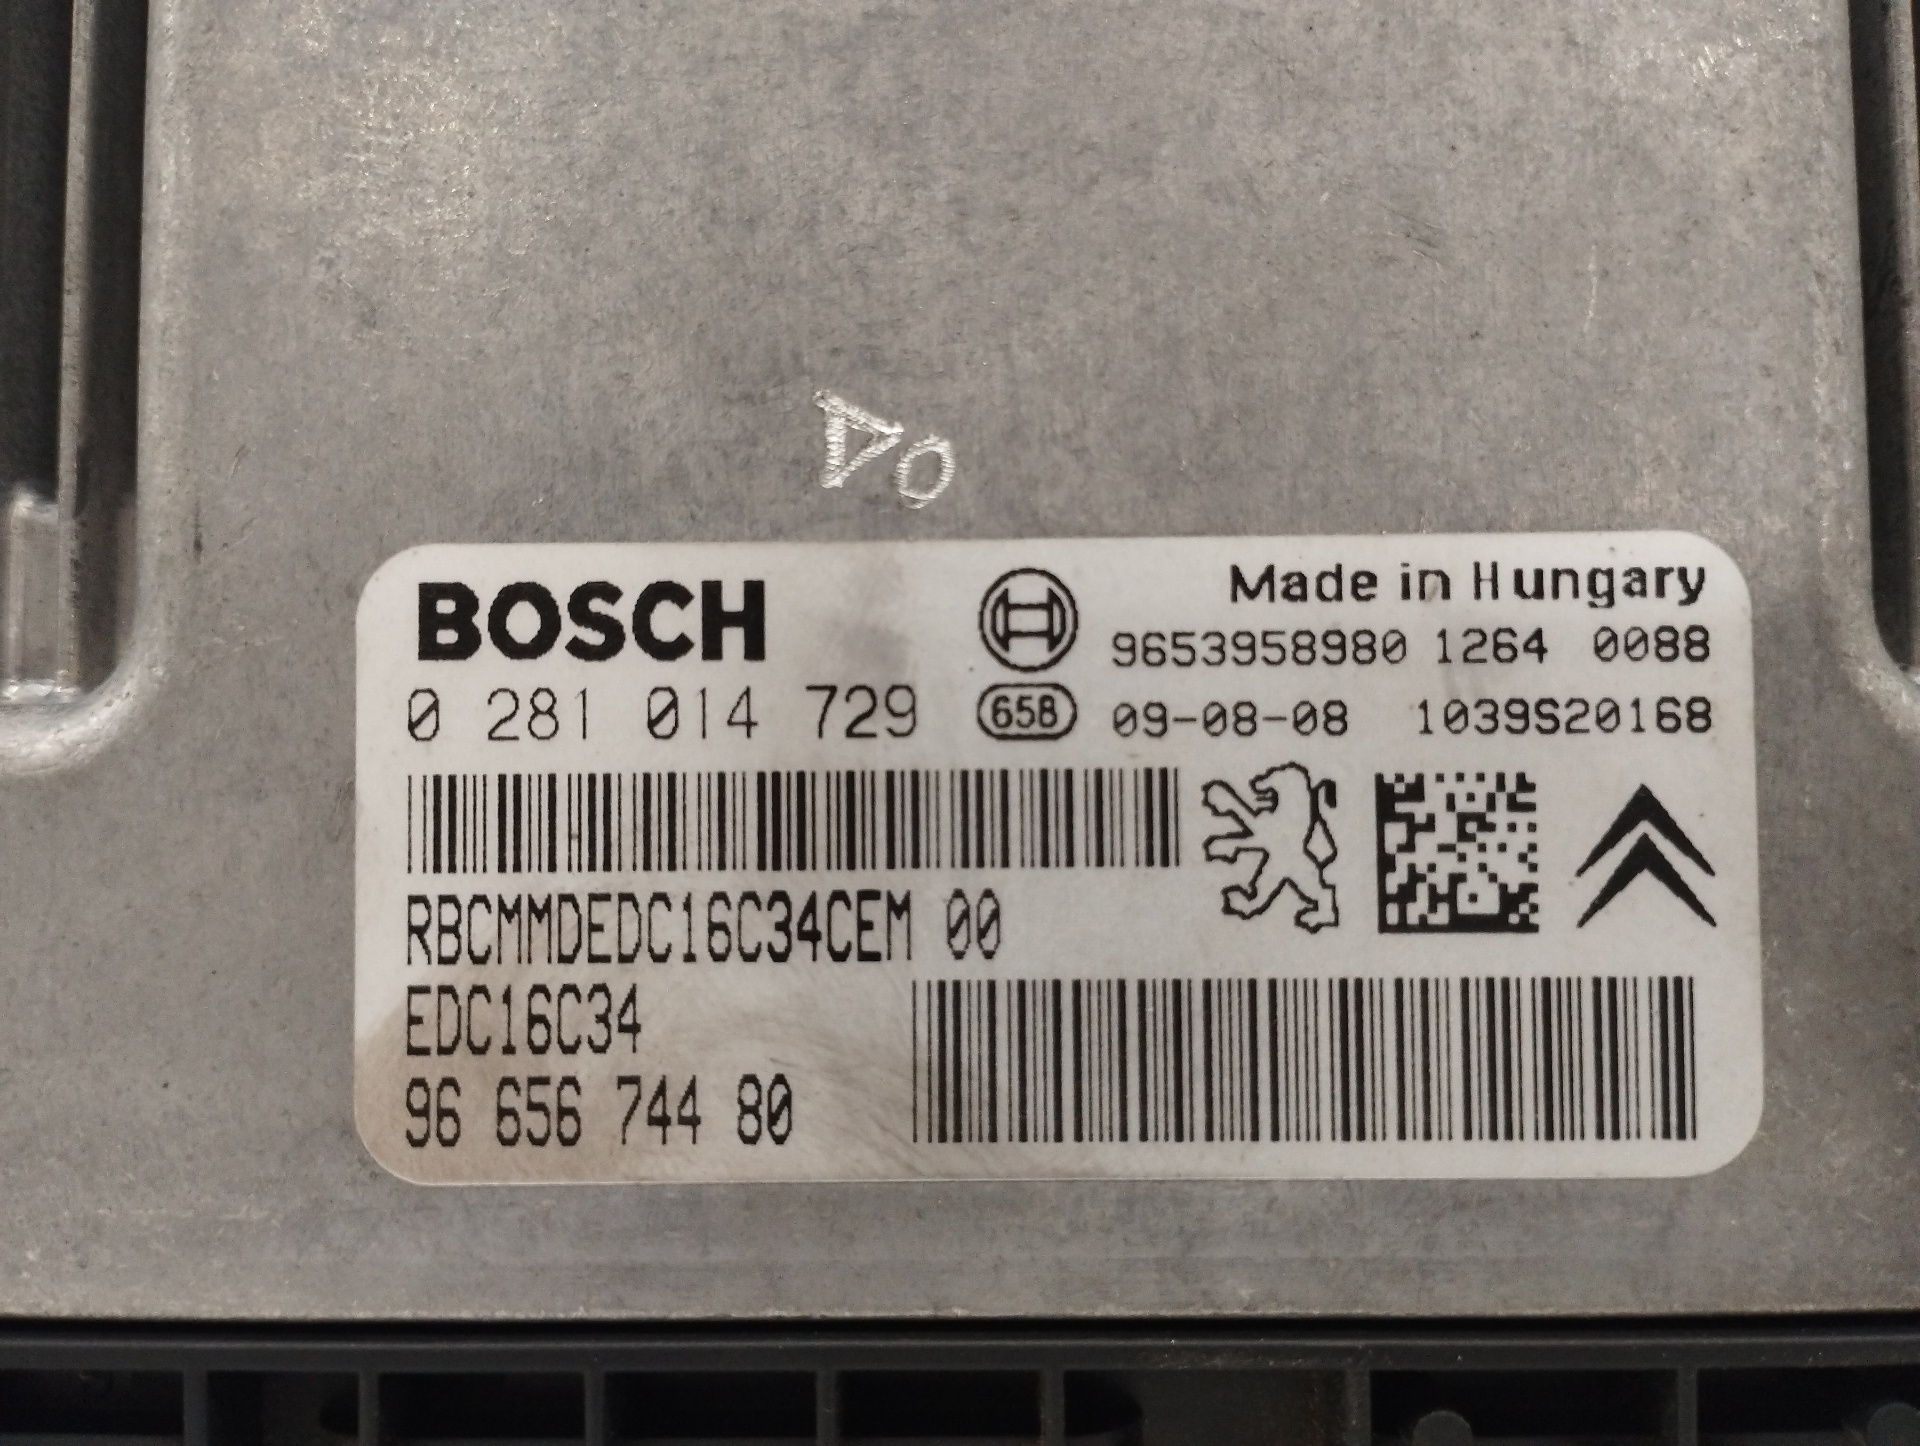 DO
BOSCH
Made in Hungary
9653958980 1264 0088
0 281 014 729
658
09-08-08 1039S20168
RBCMMDEDC16C34CEM 00
EDC16C34
96 656 744 80